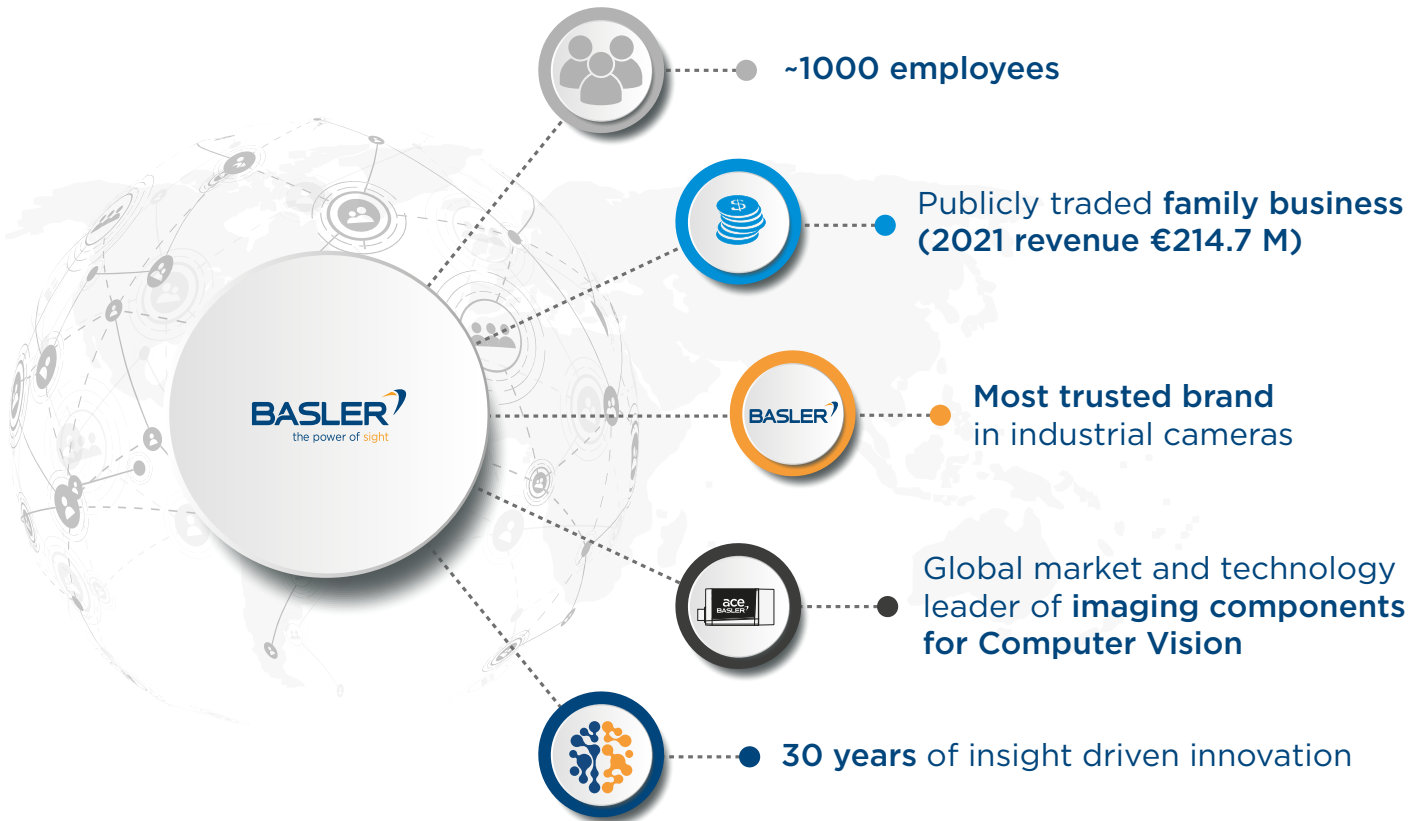 ~1000 employees
$
Publicly traded family business
(2021 revenue €214.7 M)
BASLER
the power of sight
BASLER
Most trusted brand
in industrial cameras
ace
BASLER
Global market and technology
leader of imaging components
for Computer Vision
30 years of insight driven innovation